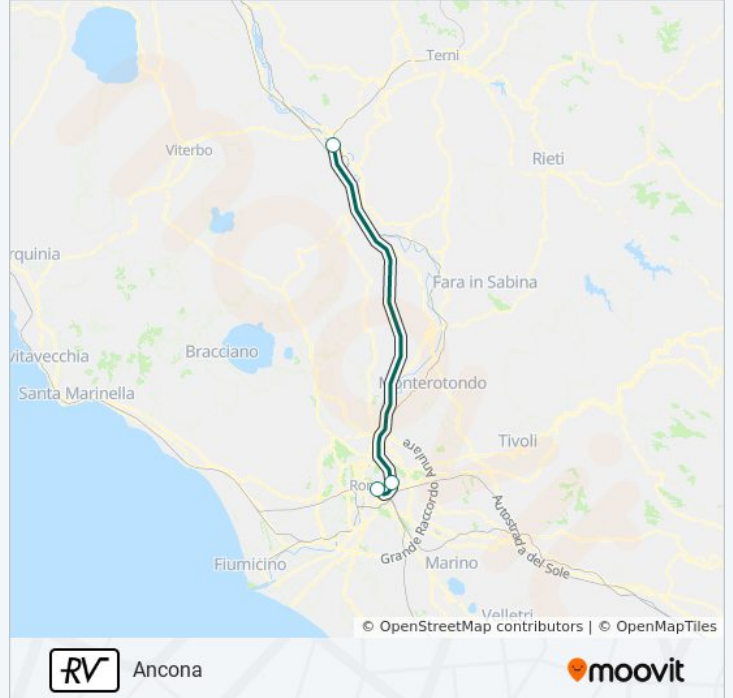 Terni
Viterbo
Rieti
rquinia
Fara in Sabina
vitavecchia
Bracciano
Santa Marinella
Monterotondo
Tivoli
Grande Raccordo Anulare
Rom
Autostrada del Sole
Fiumicino
Marino
Velletri
© OpenStreetMap contributors | © OpenMapTiles
RV Ancona
moovit